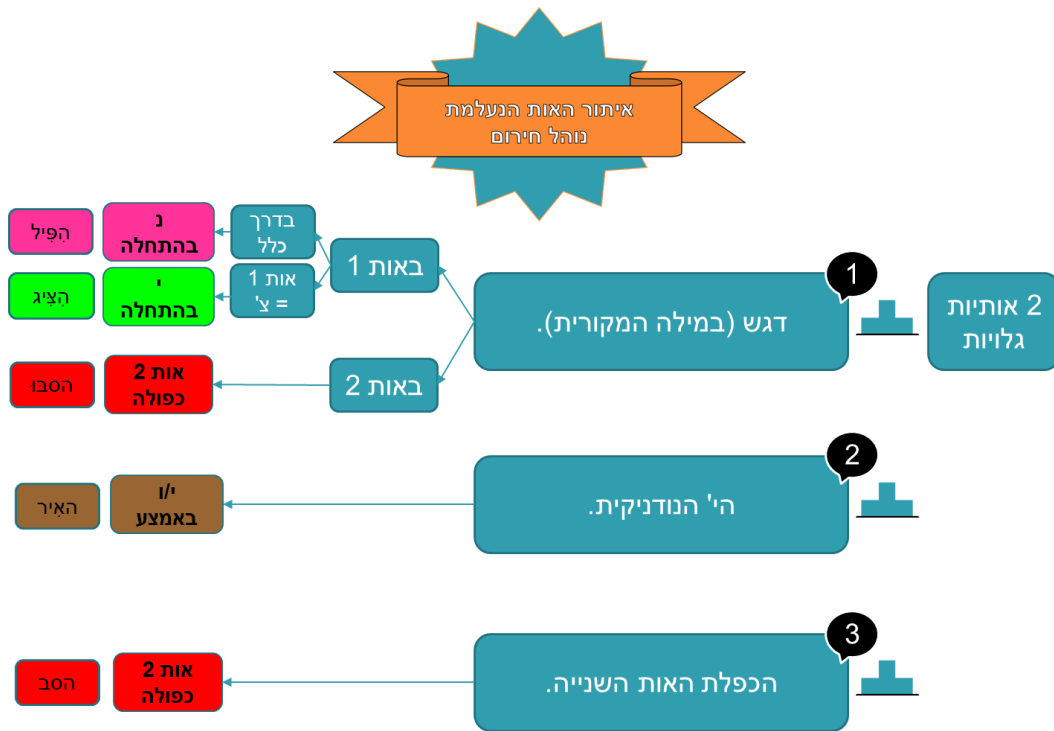 איתור האות הנעלמת
נוהל חירום
2 אותיות
גלויות
1
דגש (במילה המקורית).
באות 1
בדרך
כלל
נ
בהתחלה
הִפִּיל
אות 1
= צ'
י
בהתחלה
הִצִּיג
באות 2
אות 2
כפולה
הסבּוּ
2
הי' הנודניקית.
י/ו
באמצע
האִיר
3
הכפלת האות השנייה.
אות 2
כפולה
הסב